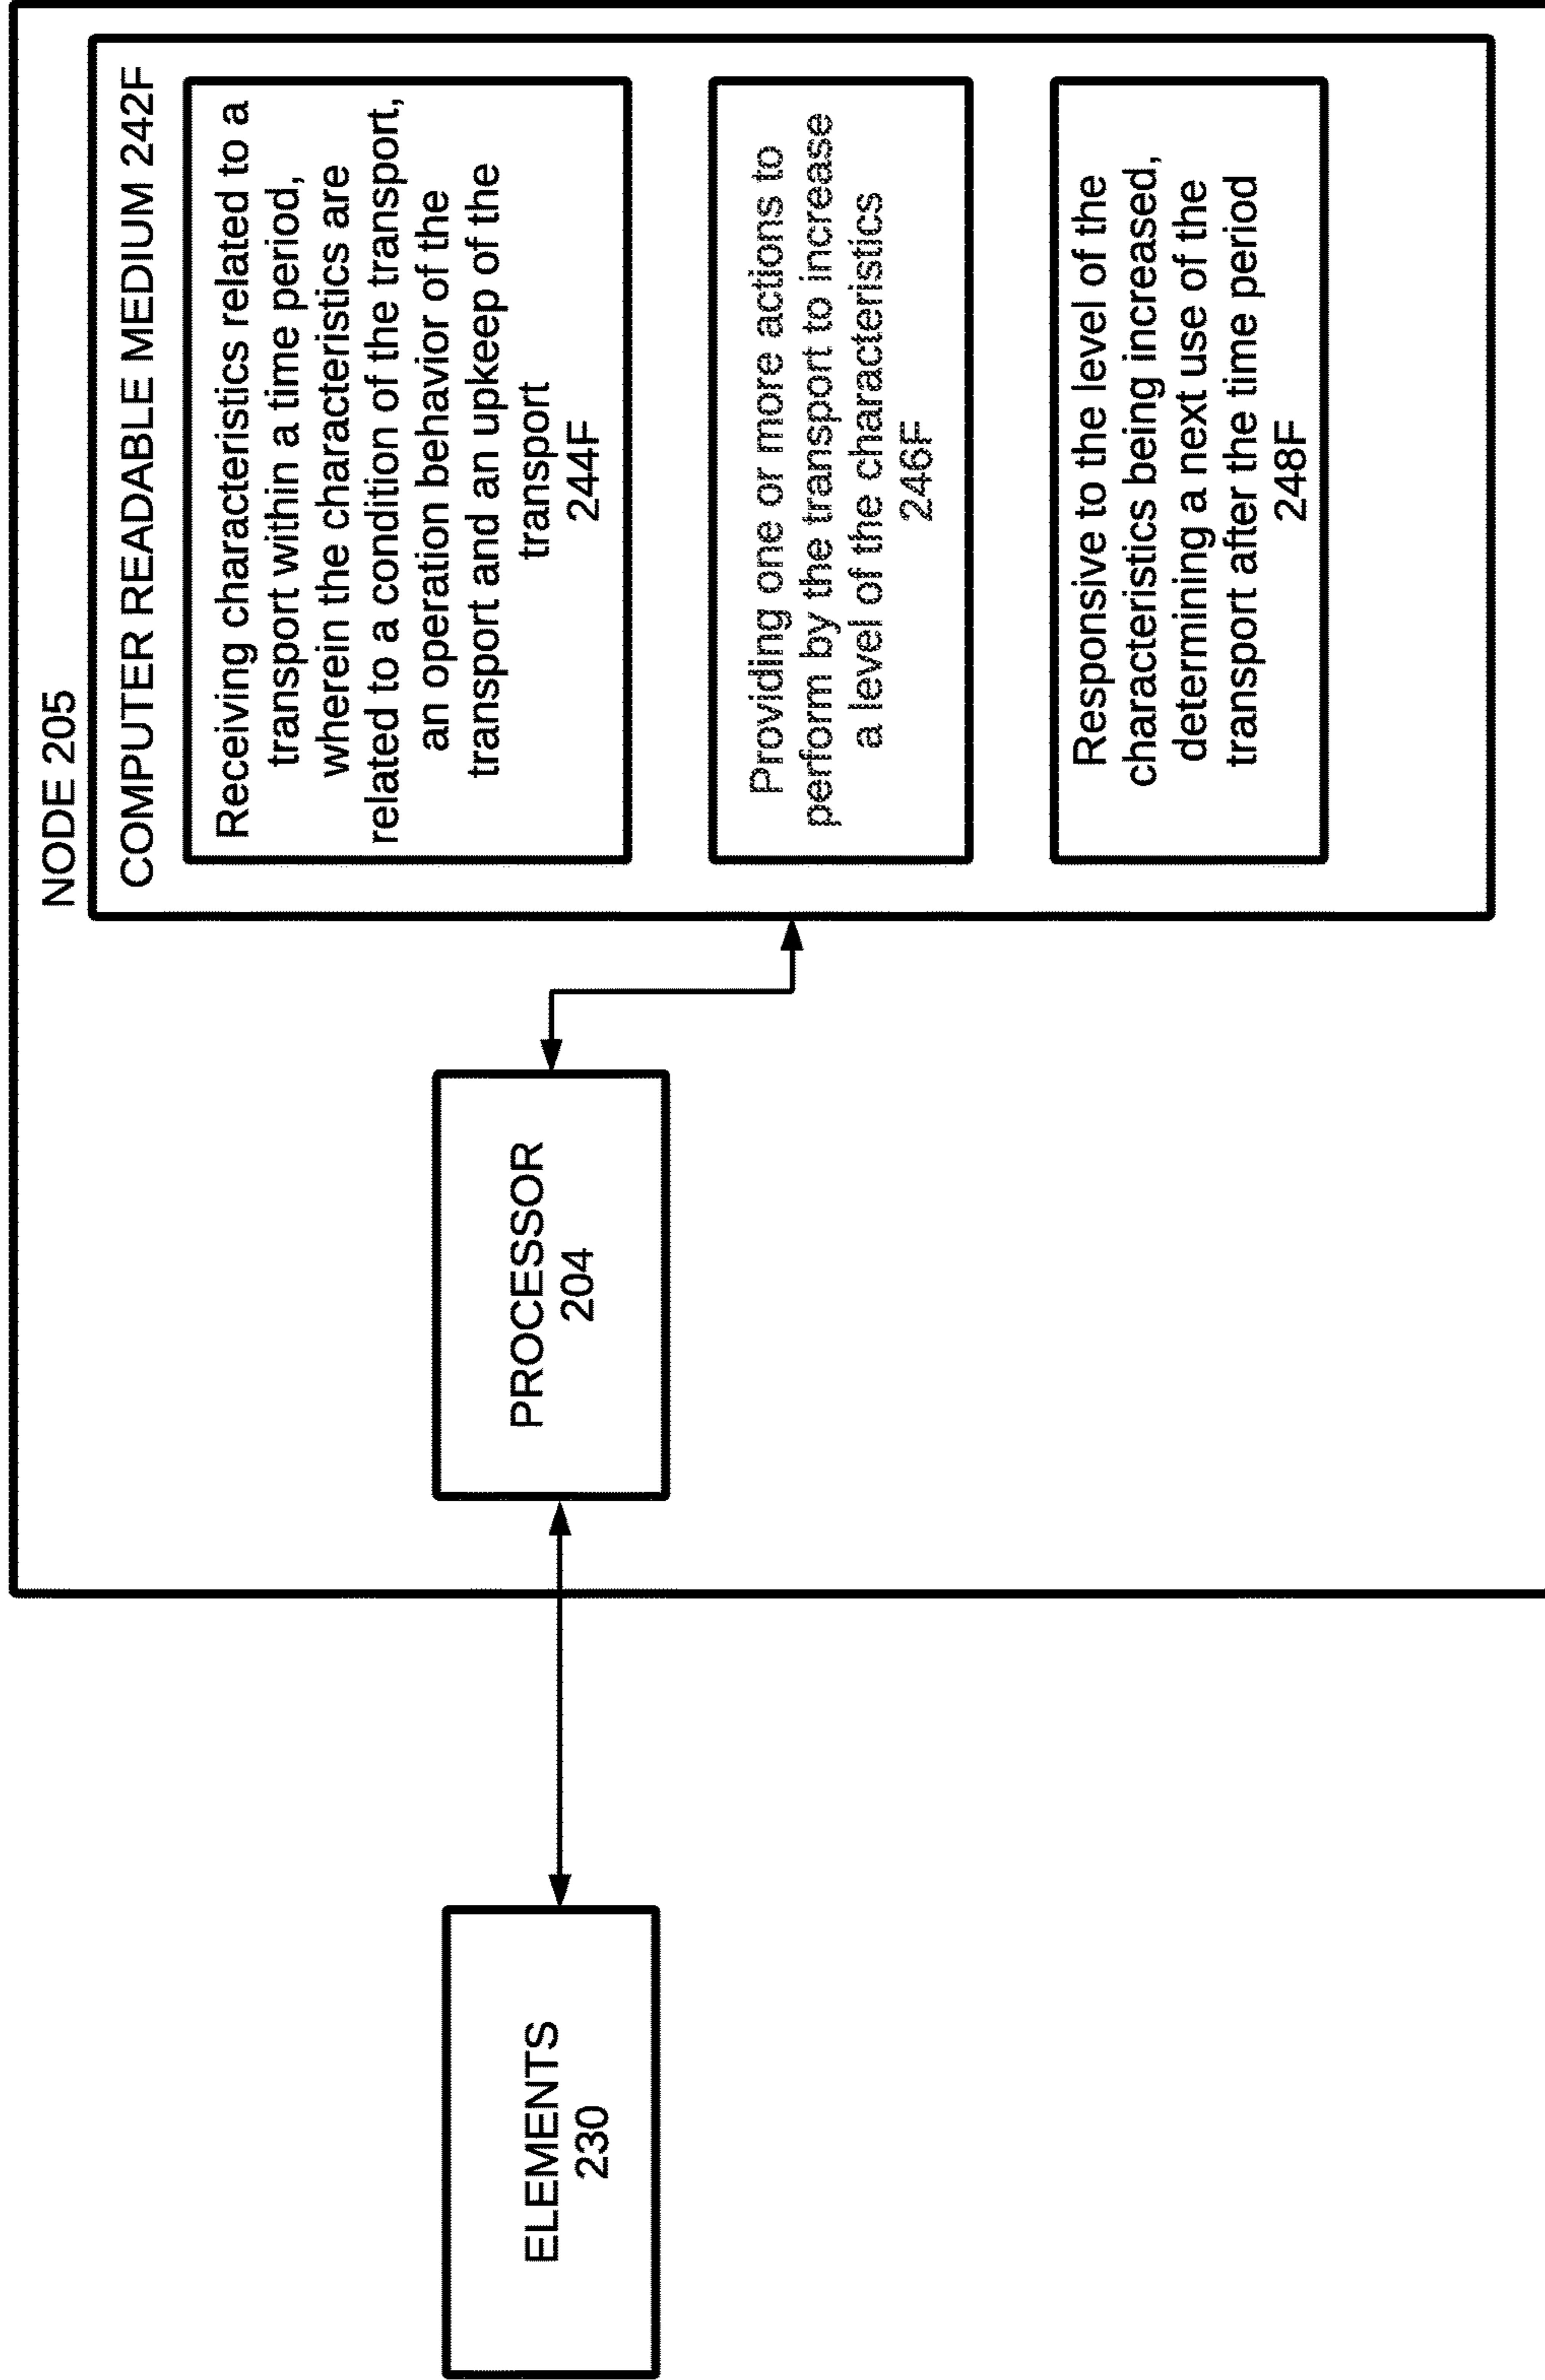 NODE 205
COMPUTER READABLE MEDIUM 242F
Receiving characteristics related to a
transport within a time period,
wherein the characteristics are
related to a condition of the transport,
an operation behavior of the
transport and an upkeep of the
transport
244F
Providing one or more actions to
perform by the transport to increase
a level of the characteristics
246F
Responsive to the level of the
characteristics being increased,
determining a next use of the
transport after the time period
248F
PROCESSOR
204
ELEMENTS
230